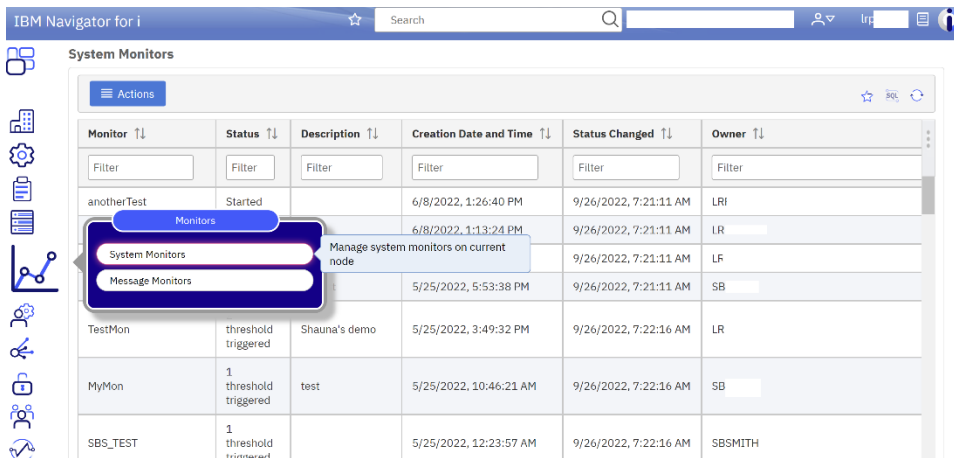 IBM Navigator for i
Search
lrp
System Monitors
Actions
SQL
Monitor Status Description Creation Date and Time Status Changed Owner
Filter Filter Filter Filter Filter Filter
anotherTest Started 6/8/2022, 1:26:40 PM 9/26/2022, 7:21:11 AM LRI
Monitors
6/8/2022, 1:13:24 PM 9/26/2022, 7:21:11 AM LR
System Monitors
Manage system monitors on current
node
9/26/2022, 7:21:11 AM LF
Message Monitors
5/25/2022, 5:53:38 PM 9/26/2022, 7:21:11 AM SB
TestMon threshold triggered Shauna's demo 5/25/2022, 3:49:32 PM 9/26/2022, 7:22:16 AM LR
MyMon 1 threshold triggered test 5/25/2022, 10:46:21 AM 9/26/2022, 7:22:16 AM SB
SBS_TEST 1 threshold triggered 5/25/2022, 12:23:57 AM 9/26/2022, 7:22:16 AM SBSMITH